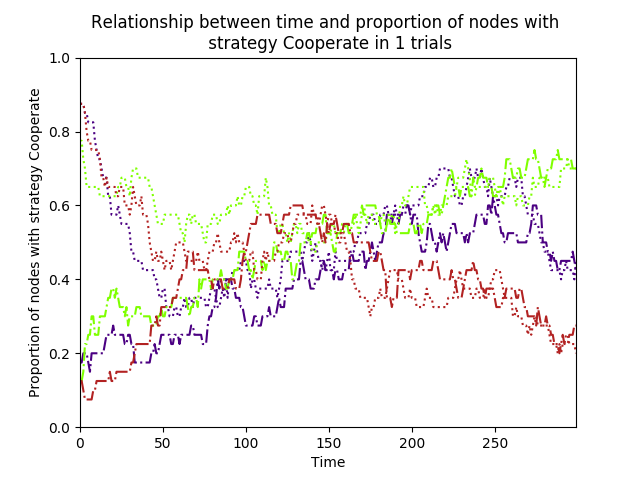 Relationship between time and proportion of nodes with
strategy Cooperate in 1 trials
Proportion of nodes with strategy Cooperate
1.0
0.8
0.6
0.4
0.2
0.0
0 50 100 150 200 250
Time